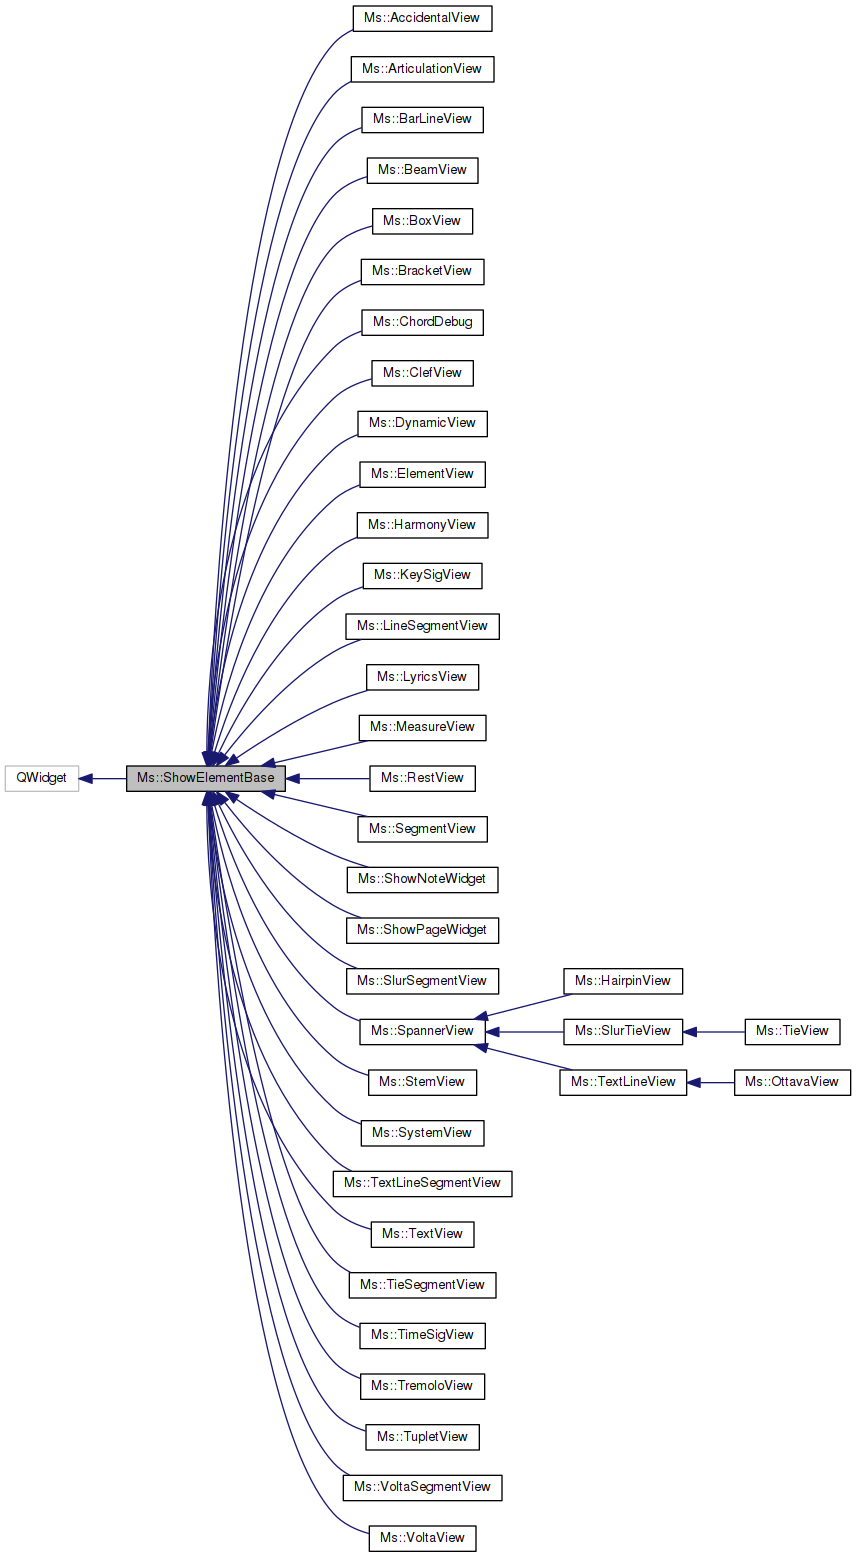 Ms::AccidentalView
Ms::ArticulationView
Ms::BarLineView
Ms::BeamView
Ms::BoxView
Ms::BracketView
Ms::ChordDebug
Ms::ClefView
Ms::DynamicView
Ms::ElementView
Ms::HarmonyView
Ms::KeySigView
Ms::LineSegmentView
Ms::LyricsView
Ms::MeasureView
QWidget
Ms::ShowElementBase
Ms::RestView
Ms::SegmentView
Ms::ShowNoteWidget
Ms::ShowPageWidget
Ms::SlurSegmentView
Ms::HairpinView
Ms::SpannerView
Ms::SlurTieView
Ms::TieView
Ms::StemView
Ms::TextLineView
Ms::OttavaView
Ms::SystemView
Ms::TextLineSegmentView
Ms::TextView
Ms::TieSegmentView
Ms::TimeSigView
Ms::TremoloView
Ms::TupletView
Ms::VoltaSegmentView
Ms::VoltaView